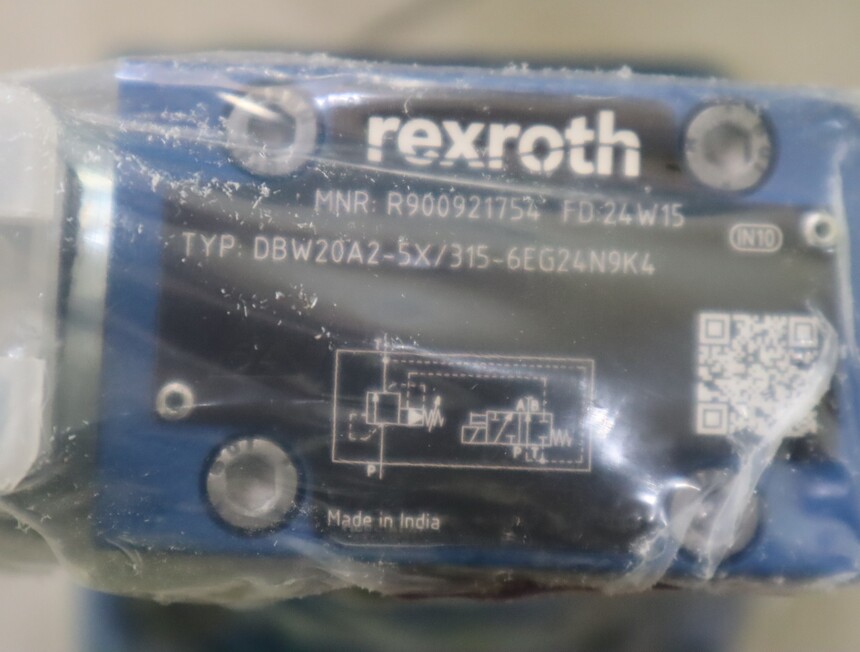 rexroth
MNR: R900921754 FD:24W15
IN10
TYP: DBW20A2-5X/315-6EG24N9K4
A B
P T
P
Made in India